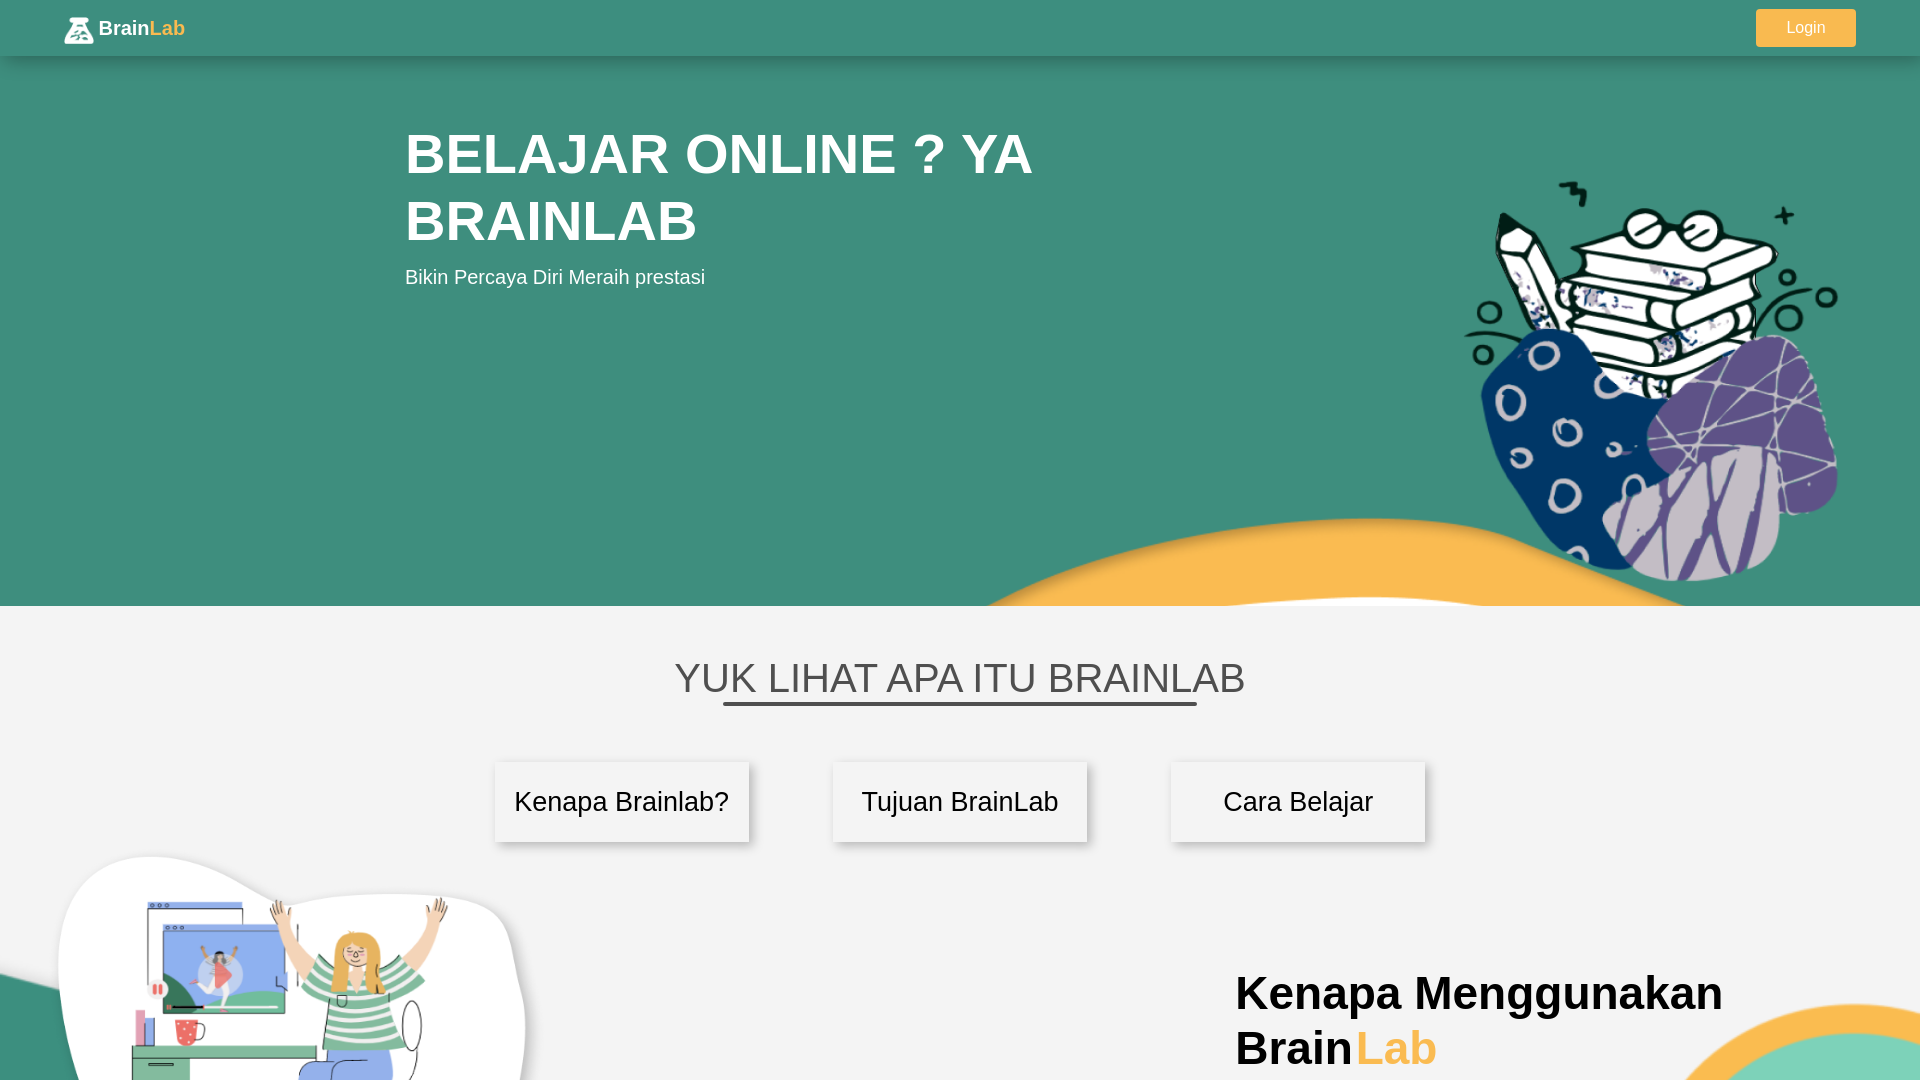 BrainLab
Login
BELAJAR ONLINE ? YA
BRAINLAB
Bikin Percaya Diri Meraih prestasi
YUK LIHAT APA ITU BRAINLAB
Kenapa Brainlab?
Tujuan BrainLab
Cara Belajar
Kenapa Menggunakan
BrainLab